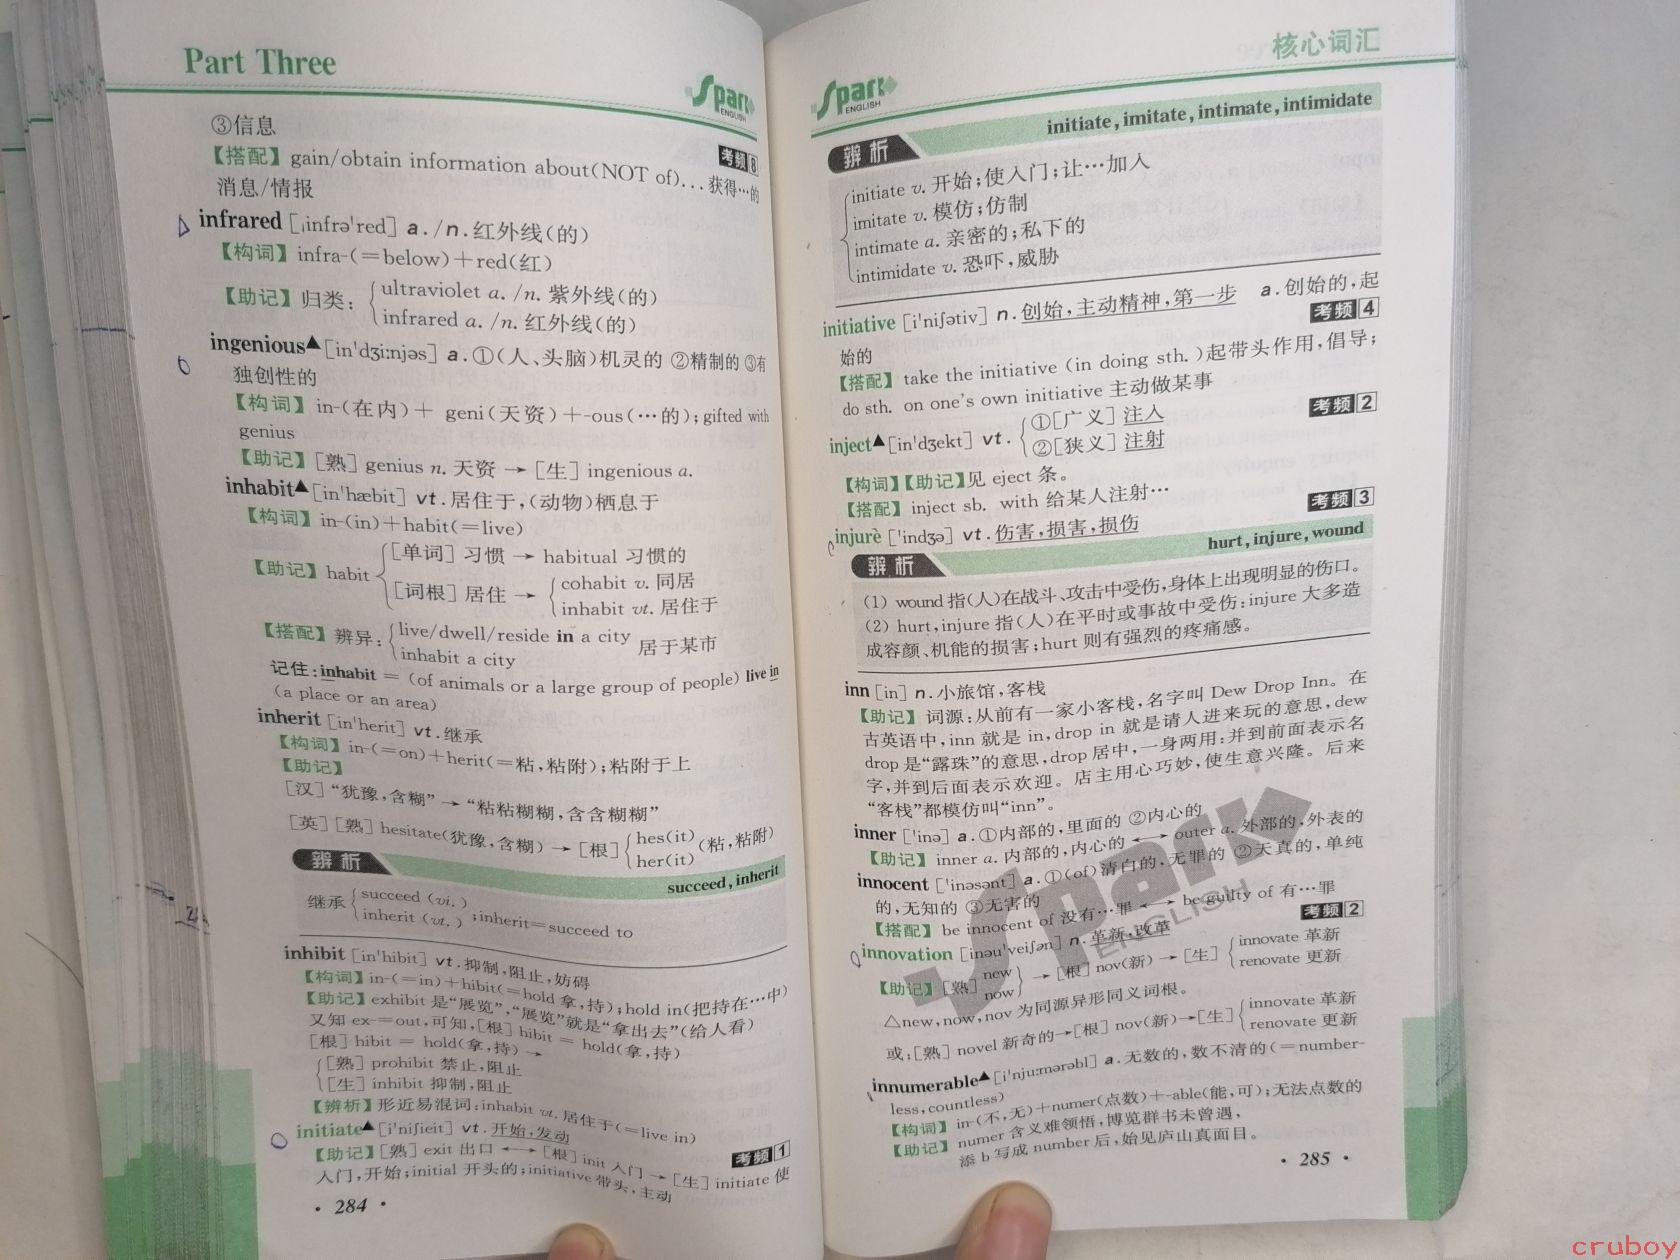 Part Three
Spark
ENGLISH
③信息
【搭配】gain/obtain information about(NOT of)...获得…的 考频8
消息/情报
infrared [ˌinfrə'red] a./n.红外线(的)
【构词】infra-(=below)+red(红)
【助记】归类:{ultraviolet a./n.紫外线(的)
infrared a./n.红外线(的)
ingenious▲[in'dʒi:njəs] a.①(人、头脑)机灵的 ②精制的 ③有
独创性的
【构词】in-(在内)+ geni(天资)+-ous(…的);gifted with
genius
【助记】[熟] genius n.天资 → [生] ingenious a.
inhabit▲[in'hæbit] vt.居住于,(动物)栖息于
【构词】in-(in)+habit(=live)
[单词] 习惯 → habitual 习惯的
【助记】habit
[词根] 居住 → cohabit v.同居
inhabit vt.居住于
【搭配】辨异:{live/dwell/reside in a city 居于某市
inhabit a city
记住:inhabit = (of animals or a large group of people) live in
(a place or an area)
inherit [in'herit] vt.继承
【构词】in-(=on)+herit(=粘,粘附);粘附于上
【助记】
[汉]“犹豫,含糊”→“粘粘糊糊,含含糊糊”
[英][熟] hesitate(犹豫,含糊) → [根]{hes(it) (粘,粘附)
her(it)
辨析
succeed, inherit
继承{succeed (vi.) ;inherit=succeed to
inherit (vt.)
inhibit [in'hibit] vt.抑制,阻止,妨碍
【构词】in-(=in)+hibit(=hold 拿,持);hold in(把持在…中)
【助记】exhibit 是“展览”,“展览”就是“拿出去”(给人看)
又知 ex-=out,可知,[根] hibit = hold(拿,持)
[根] hibit = hold(拿,持) →
[熟] prohibit 禁止,阻止
[生] inhibit 抑制,阻止
【辨析】形近易混词:inhabit vt.居住于(=live in)
initiate▲[i'niʃieit] vt.开始,发动
考频1
【助记】[熟] exit 出口 ←→ [根] init 入门 → [生] initiate 使
入门,开始;initial 开头的;initiative 带头,主动
· 284 ·
核心词汇
Spark
ENGLISH
initiate, imitate, intimate, intimidate
辨析
initiate v.开始;使入门;让…加入
imitate v.模仿;仿制
intimate a.亲密的;私下的
intimidate v.恐吓,威胁
initiative [i'niʃətiv] n.创始,主动精神,第一步 a.创始的,起
始的 考频4
【搭配】take the initiative (in doing sth.)起带头作用,倡导;
do sth. on one's own initiative 主动做某事
考频2
inject▲[in'dʒekt] vt.{①[广义] 注入
②[狭义] 注射
【构词】【助记】见 eject 条。
【搭配】inject sb. with 给某人注射…
考频3
injure ['indʒə] vt.伤害,损害,损伤
hurt, injure, wound
辨析
(1) wound 指(人)在战斗、攻击中受伤,身体上出现明显的伤口。
(2) hurt,injure 指(人)在平时或事故中受伤:injure 大多造
成容颜、机能的损害;hurt 则有强烈的疼痛感。
inn [in] n.小旅馆,客栈
【助记】词源:从前有一家小客栈,名字叫 Dew Drop Inn。在
古英语中,inn 就是 in,drop in 就是请人进来玩的意思,dew
drop 是“露珠”的意思,drop 居中,一身两用:并到前面表示名
字,并到后面表示欢迎。店主用心巧妙,使生意兴隆。后来
“客栈”都模仿叫“inn”。
inner ['inə] a.①内部的,里面的 ②内心的
【助记】inner a.内部的,内心的 ←→ outer a.外部的,外表的
innocent ['inəsənt] a.①(of)清白的,无罪的 ②天真的,单纯
的,无知的 ③无害的
【搭配】be innocent of 没有…罪 ←→ be guilty of 有…罪
考频2
innovation [inəu'veiʃən] n.革新,改革
【助记】[熟] new now}→[根] nov(新) → [生]{innovate 革新
renovate 更新
△new,now,nov 为同源异形同义词根。
或:[熟] novel 新奇的→[根] nov(新)→[生]{innovate 革新
renovate 更新
innumerable▲[i'nju:mərəbl] a.无数的,数不清的(=number-
less,countless)
【构词】in-(不,无)+numer(点数)+-able(能,可);无法点数的
【助记】numer 含义难领悟,博览群书未曾遇,
添 b 写成 number 后,始见庐山真面目。
· 285 ·
Spark
ENGLISH
cruboy